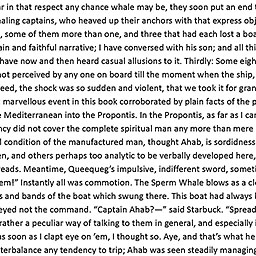 ar in that respect any chance whale may be, they soon put an end t
aling captains, who heaved up their anchors with that express obj
, some of them more than one, and three that had each lost a boa
ain and faithful narrative; I have conversed with his son; and all thi
have now and then heard casual allusions to it. Thirdly: Some eigh
not perceived by any one on board till the moment when the ship,
eed, the shock was so sudden and violent, that we took it for gran
marvellous event in this book corroborated by plain facts of the p
e Mediterranean into the Propontis. In the Propontis, as far as I car
ncy did not cover the complete spiritual man any more than mere
l condition of the manufactured man, thought Ahab, is sordidness
en, and others perhaps too analytic to be verbally developed here,
reads. Meantime, Queequeg’s impulsive, indifferent sword, someti
em!” Instantly all was commotion. The Sperm Whale blows as a clo
s and bands of the boat which swung there. This boat had always b
eyed not the command. “Captain Ahab?—” said Starbuck. “Spread
rather a peculiar way of talking to them in general, and especially i
as soon as I clapt eye on ’em, I thought so. Aye, and that’s what he
terbalance any tendency to trip; Ahab was seen steadily managing